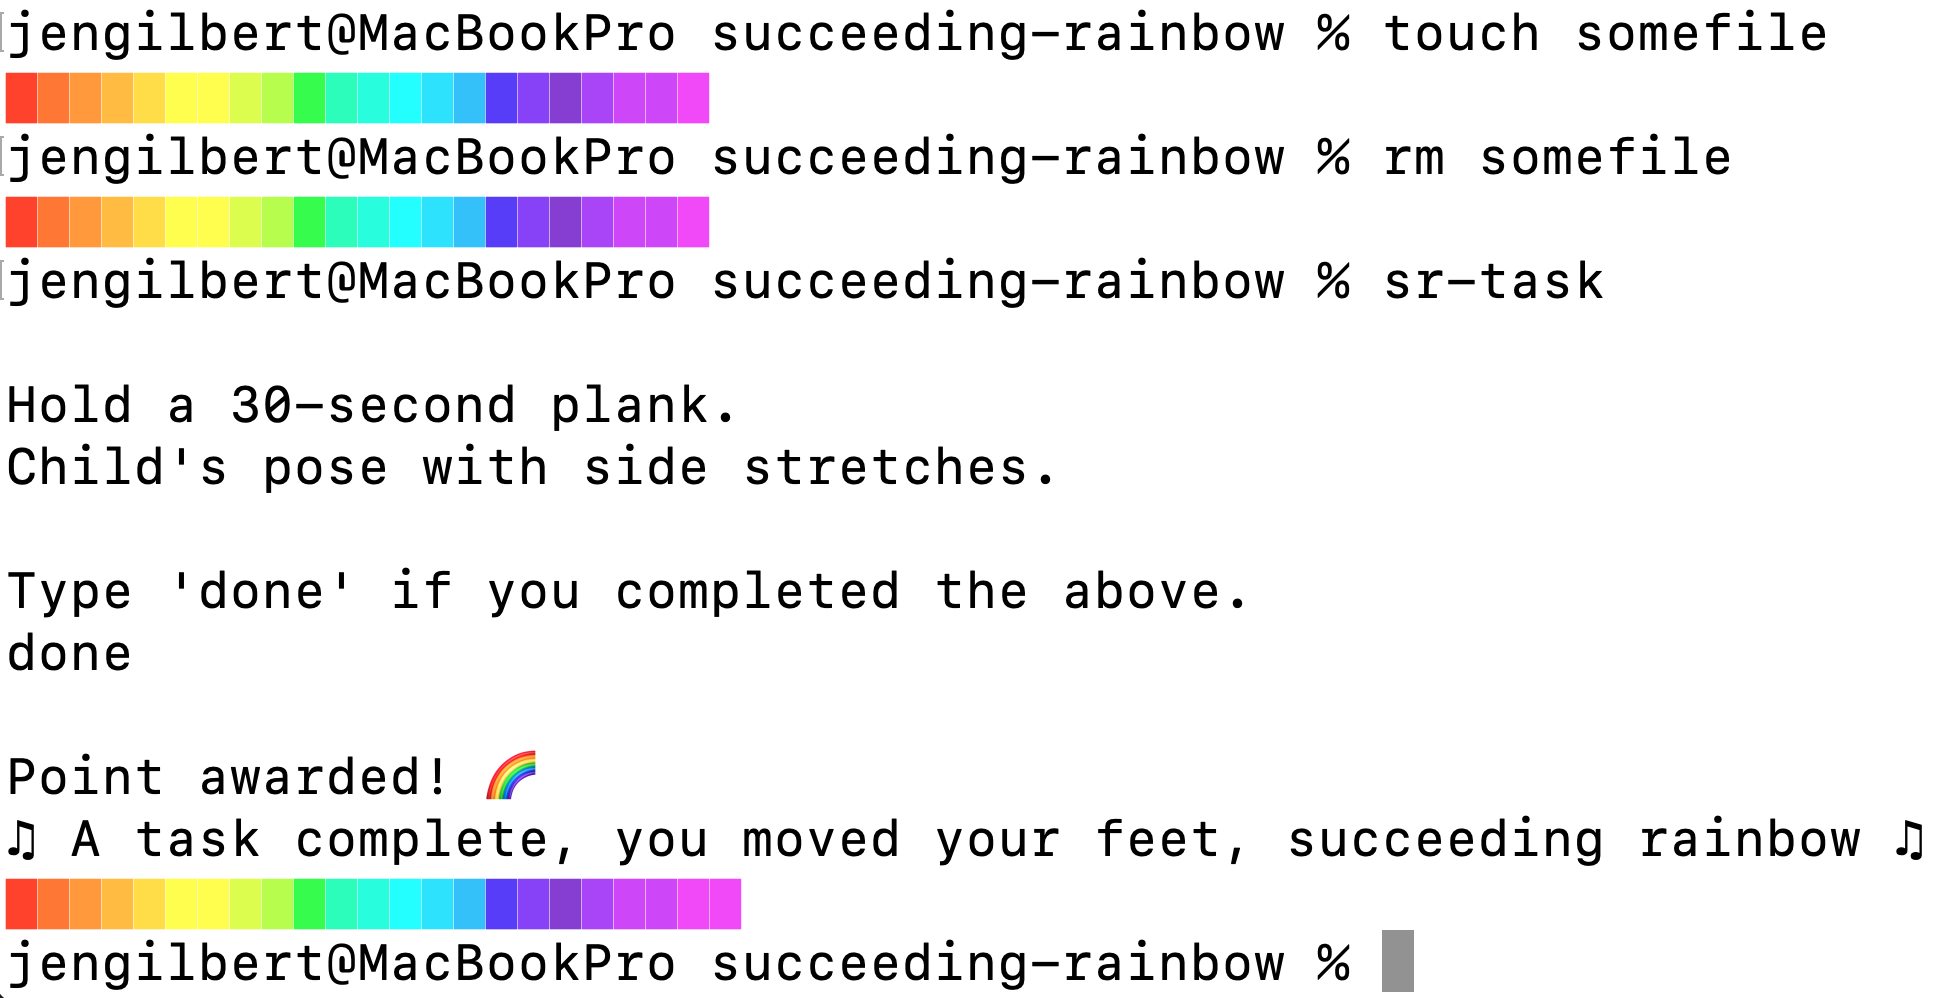 jengilbert@MacBookPro succeeding-rainbow % touch somefile
jengilbert@MacBookPro succeeding-rainbow % rm somefile
jengilbert@MacBookPro succeeding-rainbow % sr-task
Hold a 30-second plank.
Child's pose with side stretches.
Type 'done' if you completed the above.
done
Point awarded! 🌈
♫ A task complete, you moved your feet, succeeding rainbow ♫
jengilbert@MacBookPro succeeding-rainbow %